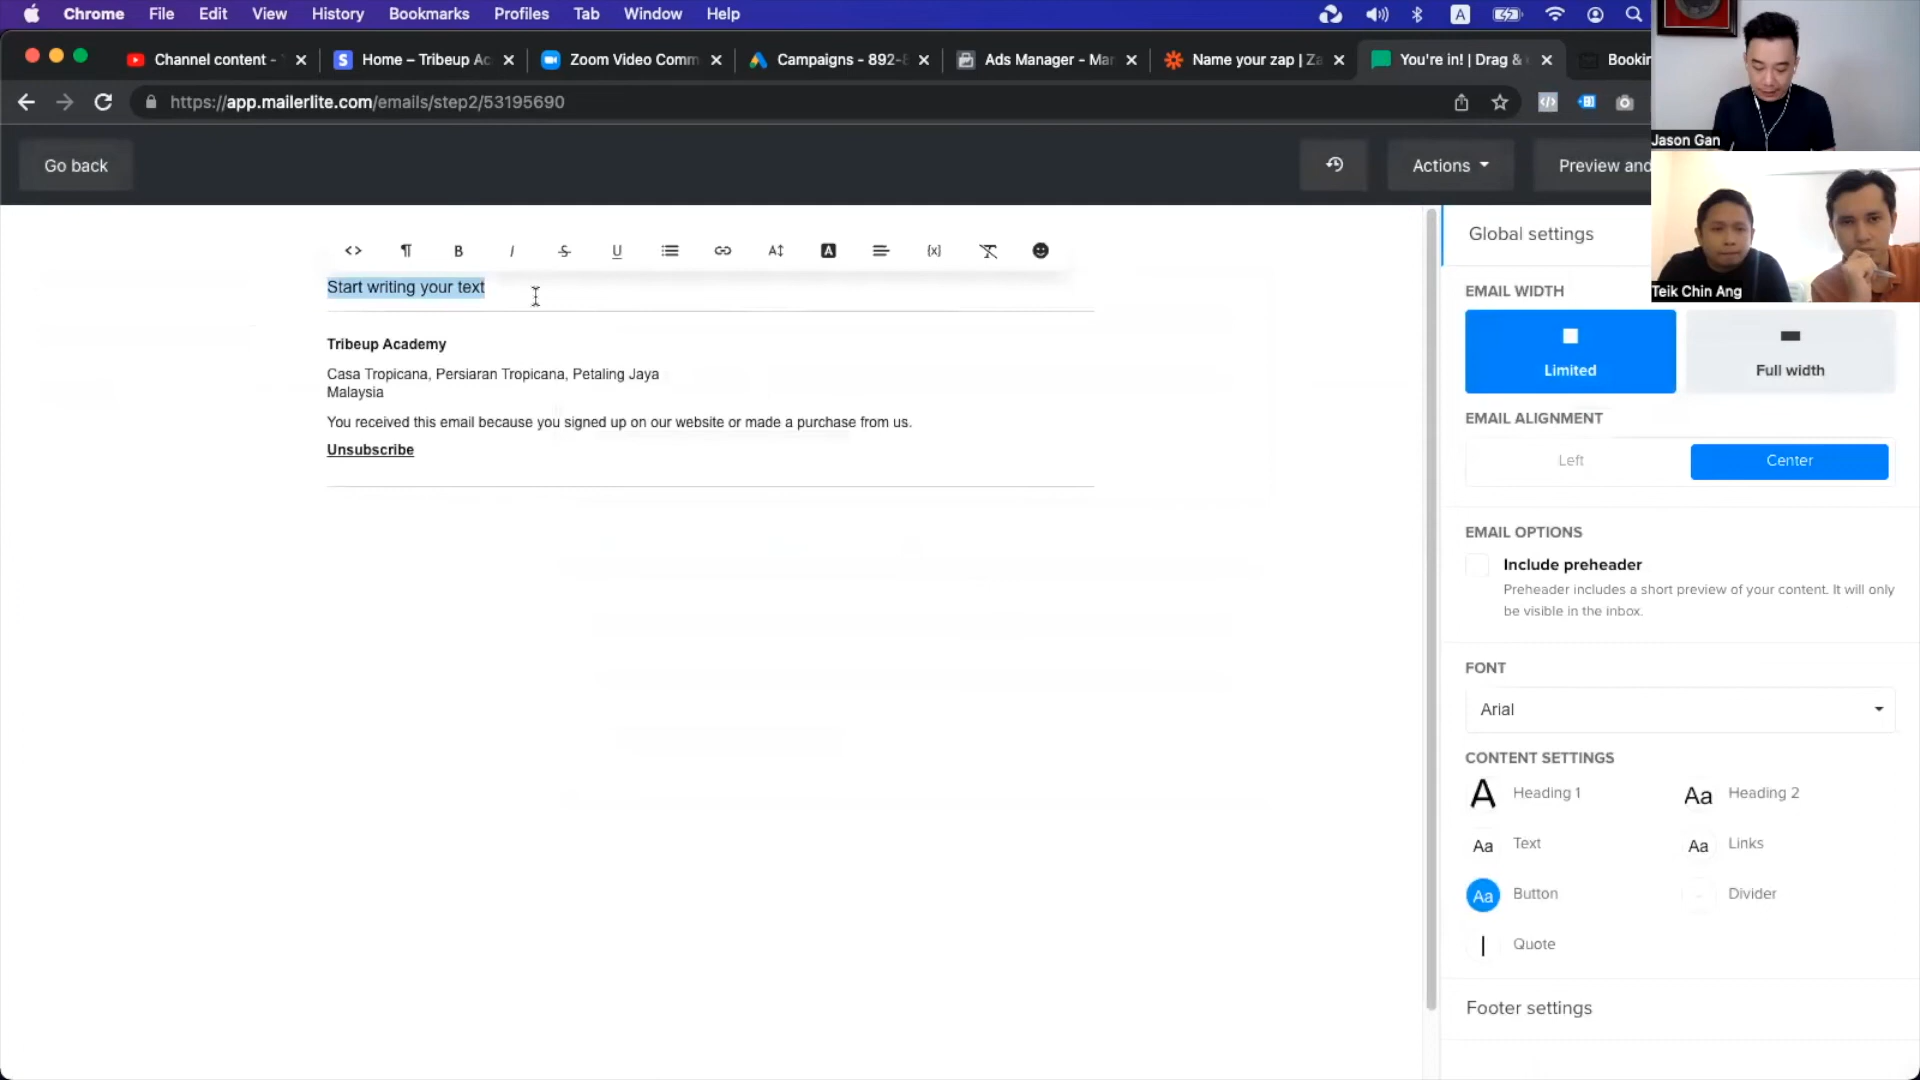 Chrome File Edit View History Bookmarks Profiles Tab Window Help
Channel content - Home – Tribeup Ac Zoom Video Comm Campaigns - 892- Ads Manager - Mar Name your zap | Za You're in! | Drag & Bookin
https://app.mailerlite.com/emails/step2/53195690
Jason Gan
Go back
Actions
Preview and
Global settings
Teik Chin Ang
Start writing your text
Tribeup Academy
Casa Tropicana, Persiaran Tropicana, Petaling Jaya
Malaysia
You received this email because you signed up on our website or made a purchase from us.
Unsubscribe
EMAIL WIDTH
Limited
Full width
EMAIL ALIGNMENT
Left
Center
EMAIL OPTIONS
Include preheader
Preheader includes a short preview of your content. It will only
be visible in the inbox.
FONT
Arial
CONTENT SETTINGS
A Heading 1
Aa Heading 2
Aa Text
Aa Links
Aa Button
Divider
Quote
Footer settings